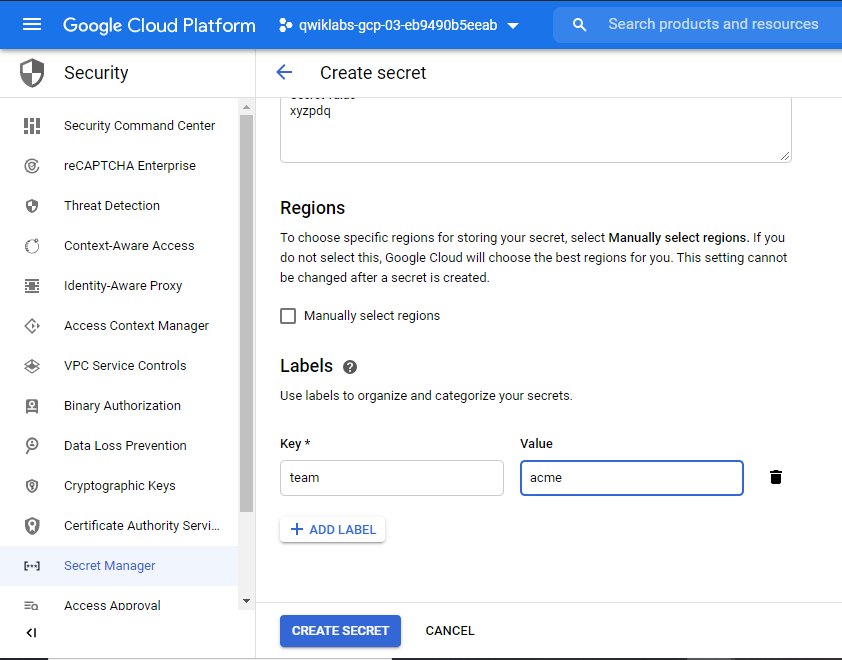 Google Cloud Platform
qwiklabs-gcp-03-eb9490b5eeab
Search products and resources
Security
Create secret
Security Command Center
reCAPTCHA Enterprise
Threat Detection
Context-Aware Access
Identity-Aware Proxy
Access Context Manager
VPC Service Controls
Binary Authorization
Data Loss Prevention
Cryptographic Keys
Certificate Authority Servi...
Secret Manager
Access Approval
xyzpdq
Regions
To choose specific regions for storing your secret, select Manually select regions. If you
do not select this, Google Cloud will choose the best regions for you. This setting cannot
be changed after a secret is created.
Manually select regions
Labels
Use labels to organize and categorize your secrets.
Key *
Value
team
acme
ADD LABEL
CREATE SECRET
CANCEL